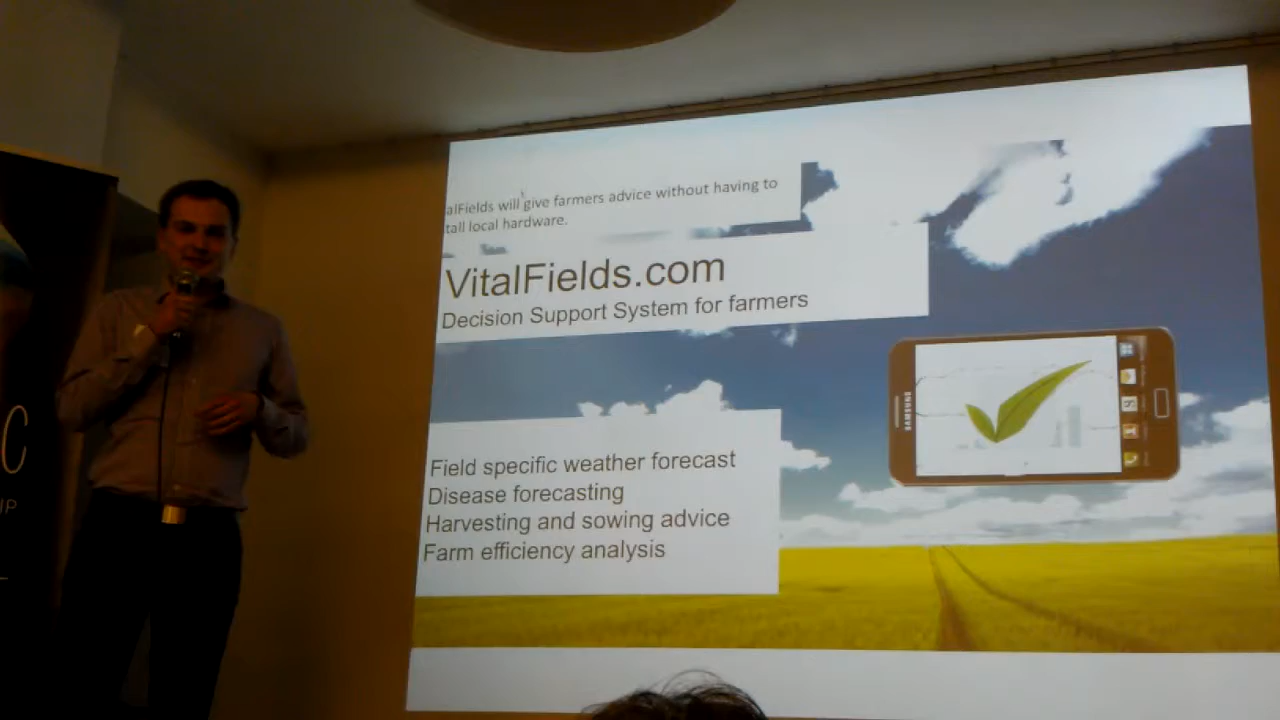 alFields will give farmers advice without having to
tall local hardware.
VitalFields.com
Decision Support System for farmers
SAMSUNG
Field specific weather forecast
Disease forecasting
Harvesting and sowing advice
Farm efficiency analysis
C
IP